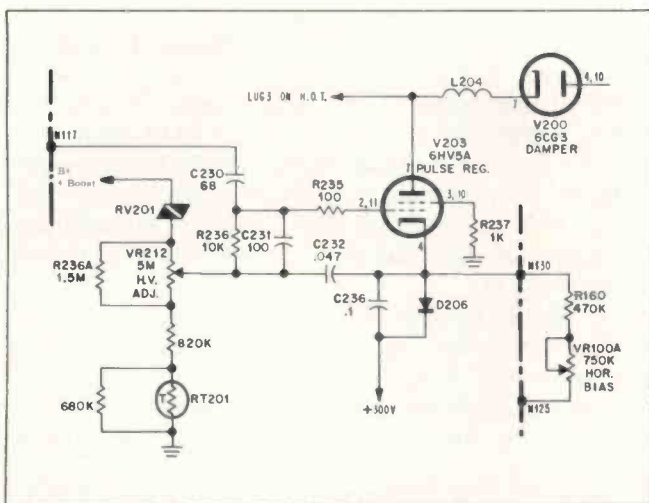 4,10
L204
LUG3 ON H.O.T.
7
V200
6CG3
DAMPER
V203
6HV5A
PULSE REG.
7
M117
B+
+ Boost
C230
68
R235
100
2,11
3,10
RV201
R236
10K
C231
100
R237
1K
4
C232
.047
VR212
5M
H.V.
ADJ.
R236A
1.5M
M130
C236
.1
D206
R160
470K
820K
VR100A
750K
HOR.
BIAS
680K
T
RT201
+300V
M125